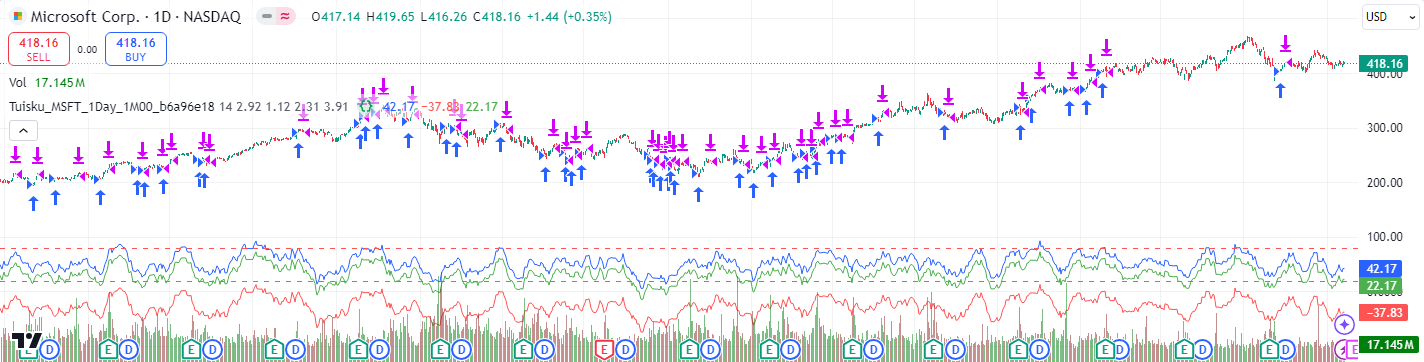 Microsoft Corp. · 1D · NASDAQ O417.14 H419.65 L416.26 C418.16 +1.44 (+0.35%)
USD
418.16 0.00 418.16
SELL BUY
418.16
400.00
Vol 17.145M
Tuisku_MSFT_1Day_1M00_b6a96e18 14 2.92 1.12 2.31 3.91 42.17 −37.83 22.17
300.00
200.00
100.00
42.17
22.17
−37.83
17.145M
E D E D E D E D E D E D E D E D E D E D E D E D E D E D E D E D E